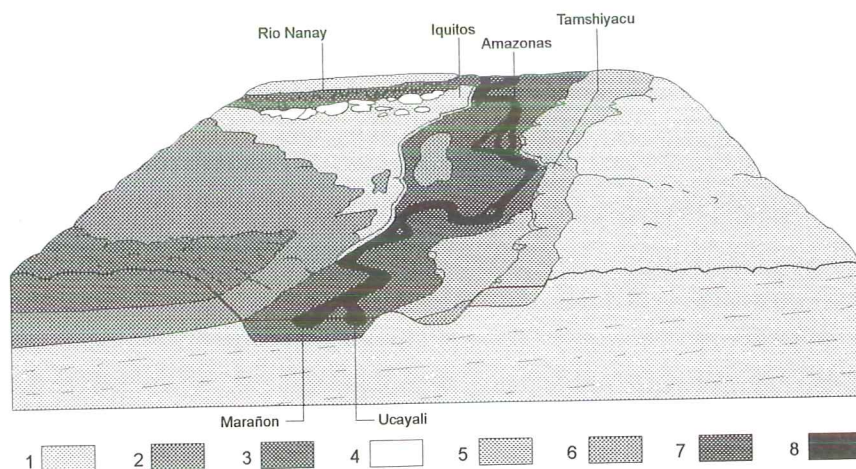 Tamshiyacu
Rio Nanay
Iquitos
Amazonas
Marañon
Ucayali
1 2 3 4 5 6 7 8